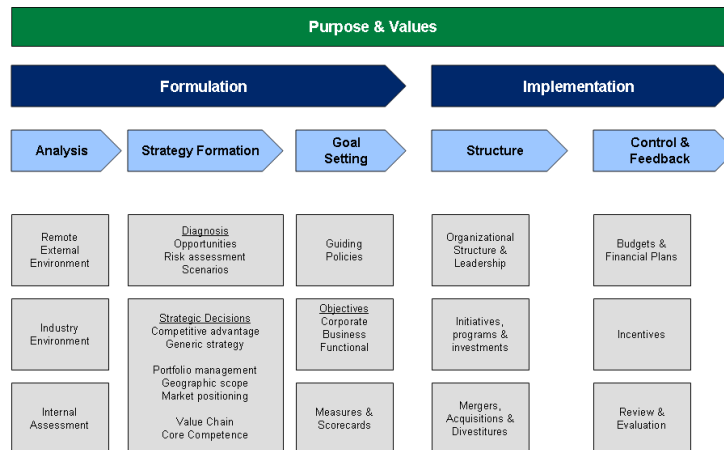 Purpose & Values
Formulation
Implementation
Analysis
Strategy Formation
Goal
Setting
Structure
Control &
Feedback
Remote
External
Environment
Diagnosis
Opportunities
Risk assessment
Scenarios
Guiding
Policies
Organizational
Structure &
Leadership
Budgets &
Financial Plans
Industry
Environment
Strategic Decisions
Competitive advantage
Generic strategy
Portfolio management
Geographic scope
Market positioning
Value Chain
Core Competence
Objectives
Corporate
Business
Functional
Initiatives,
programs &
investments
Incentives
Internal
Assessment
Measures &
Scorecards
Mergers,
Acquisitions &
Divestitures
Review &
Evaluation